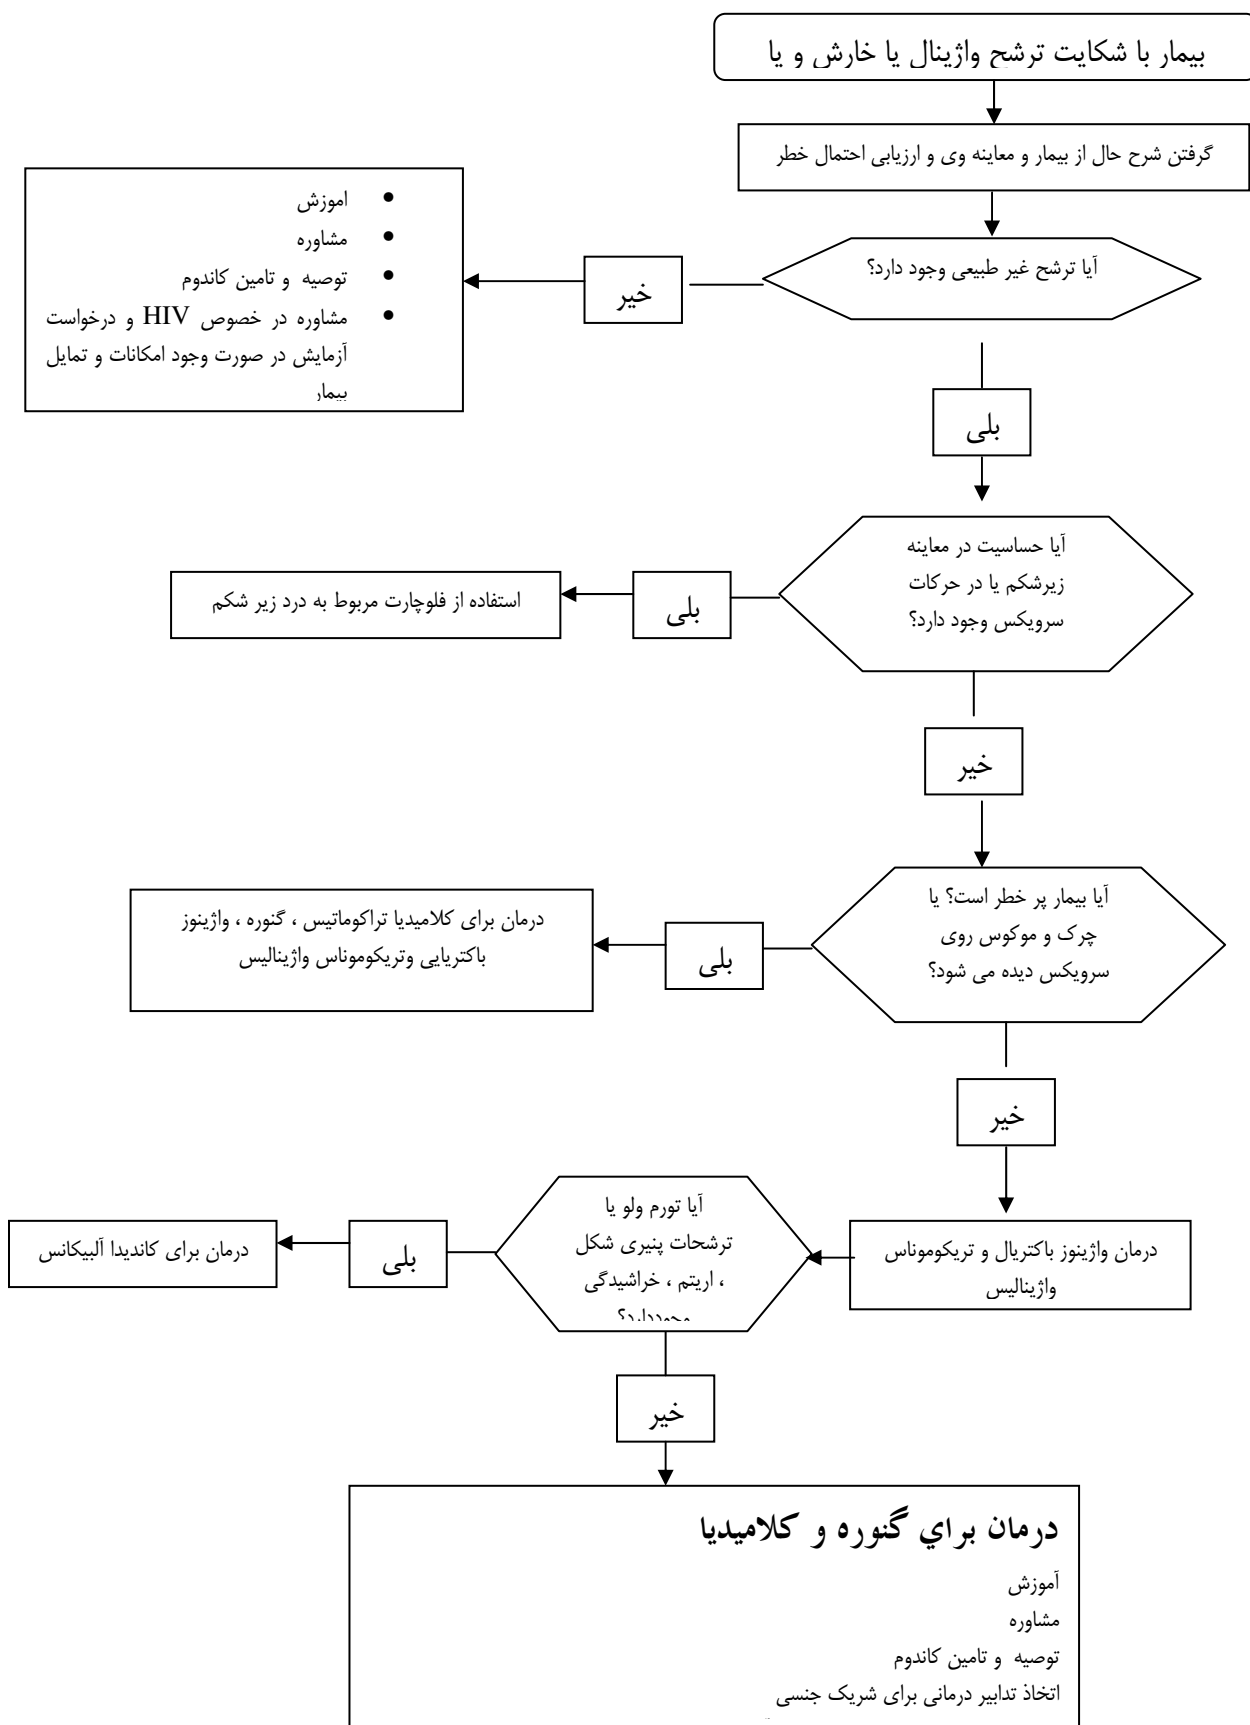 بیمار با شکایت ترشح واژینال یا خارش و یا
گرفتن شرح حال از بیمار و معاینه وی و ارزیابی احتمال خطر
آیا ترشح غیر طبیعی وجود دارد؟
خیر
• اموزش
• مشاوره
• توصیه و تامین کاندوم
• مشاوره در خصوص HIV و درخواست
آزمایش در صورت وجود امکانات و تمایل
بیمار
بلی
آیا حساسیت در معاینه
زیرشکم یا در حرکات
سرویکس وجود دارد؟
بلی
استفاده از فلوچارت مربوط به درد زیر شکم
خیر
آیا بیمار پر خطر است؟ یا
چرک و موکوس روی
سرویکس دیده می شود؟
بلی
درمان برای کلامیدیا تراکوماتیس ، گنوره ، واژینوز
باکتریایی وتریکوموناس واژینالیس
خیر
درمان واژینوز باکتریال و تریکوموناس
واژینالیس
آیا تورم ولو یا
ترشحات پنیری شکل
، اریتم ، خراشیدگی
وجوددارد؟
بلی
درمان برای کاندیدا آلبیکانس
خیر
درمان براي گنوره و کلامیدیا
آموزش
مشاوره
توصیه و تامین کاندوم
اتخاذ تدابیر درمانی برای شریک جنسی